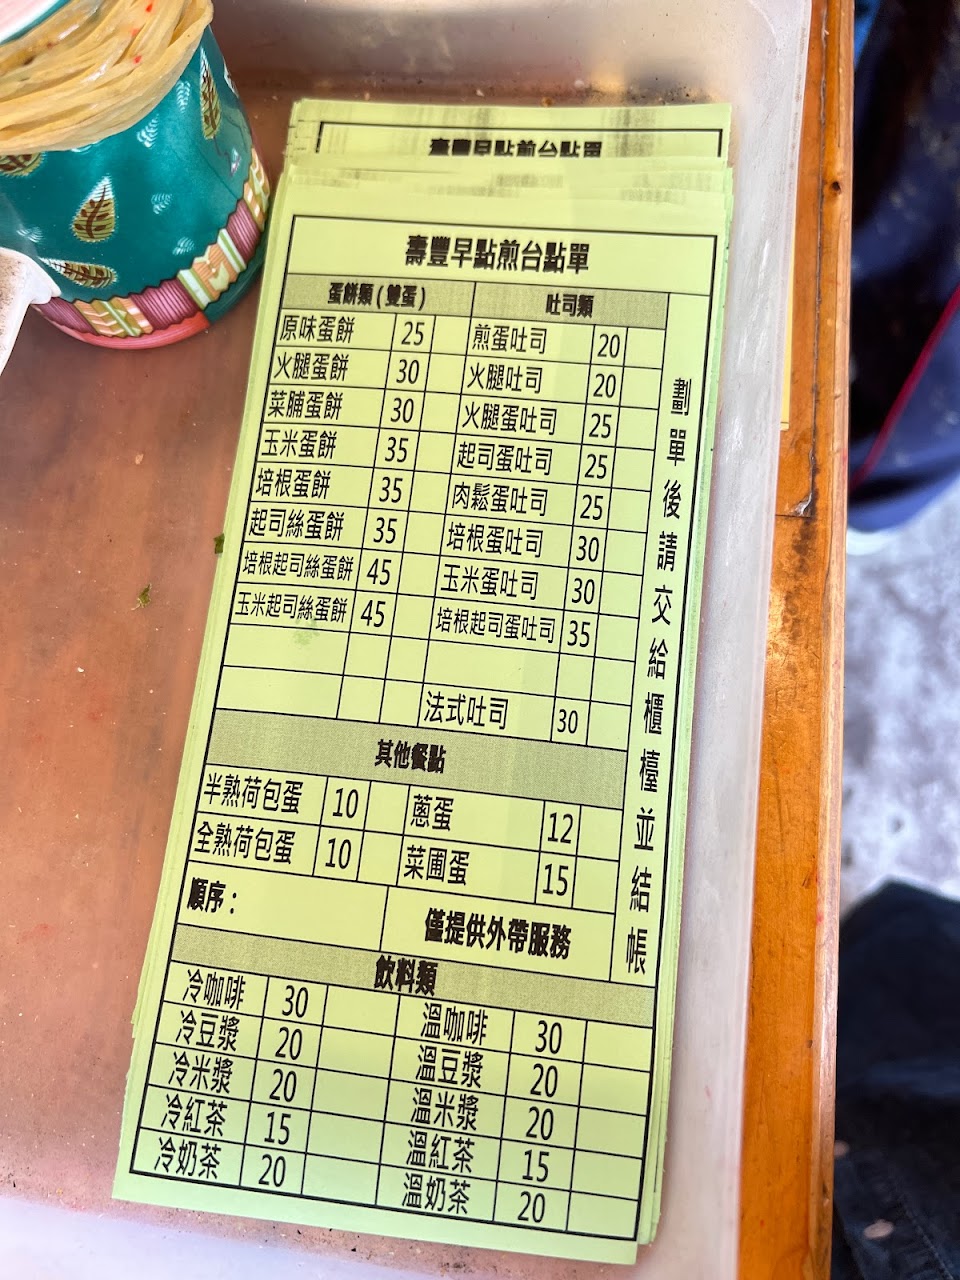 壽豐早點煎台點單
壽豐早點煎台點單
蛋餅類(雙蛋) 吐司類
原味蛋餅 25 煎蛋吐司 20
火腿蛋餅 30 火腿吐司 20
菜脯蛋餅 30 火腿蛋吐司 25
玉米蛋餅 35 起司蛋吐司 25
培根蛋餅 35 肉鬆蛋吐司 25
起司絲蛋餅 35 培根蛋吐司 30
培根起司絲蛋餅 45 玉米蛋吐司 30
玉米起司絲蛋餅 45 培根起司蛋吐司 35
法式吐司 30
其他餐點
半熟荷包蛋 10 蔥蛋 12
全熟荷包蛋 10 菜圃蛋 15
順序: 僅提供外帶服務
劃單後請交給櫃檯並結帳
飲料類
冷咖啡 30 溫咖啡 30
冷豆漿 20 溫豆漿 20
冷米漿 20 溫米漿 20
冷紅茶 15 溫紅茶 15
冷奶茶 20 溫奶茶 20